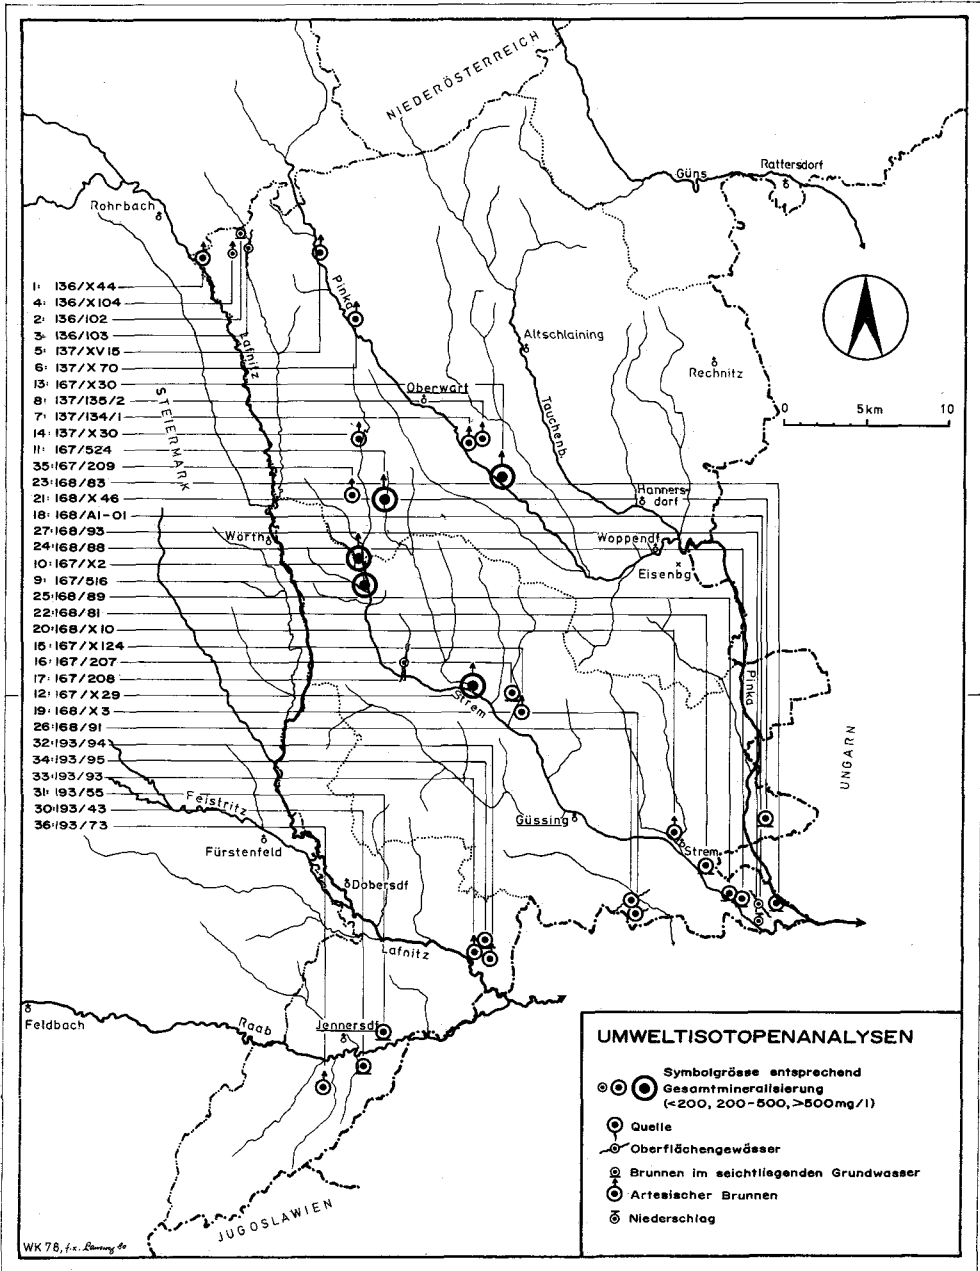 NIEDERÖSTERREICH
Güns
Rattersdorf
Rohrbach
Pinka
Lafnitz
STEIERMARK
Altschlaining
Rechnitz
Oberwart
Tauchenb.
0 5km 10
1: 136/X44
4: 136/X104
2: 136/102
3: 136/103
5: 137/XV15
6: 137/X70
13: 167/X30
8: 137/135/2
7: 137/134/1
14: 137/X30
11: 167/524
35: 167/209
23: 168/83
21: 168/X46
18: 168/A1-01
27: 168/93
24: 168/88
10: 167/X2
9: 167/516
25: 168/89
22: 168/81
20: 168/X10
15: 167/X124
16: 167/207
17: 167/208
12: 167/X29
19: 168/X3
26: 168/91
32: 193/94
34: 193/95
33: 193/93
31: 193/55
30: 193/43
36: 193/73
Hanners-
dorf
Wörth
Woppendf
Eisenbg
Strem
Pinka
UNGARN
Feistritz
Fürstenfeld
Güssing
Strem
Dobersdf
Lafnitz
Feldbach
Raab
Jennersdf
JUGOSLAWIEN
UMWELTISOTOPENANALYSEN
Symbolgrösse entsprechend
Gesamtmineralisierung
(<200, 200-500, >500mg/l)
Quelle
Oberflächengewässer
Brunnen im seichtliegenden Grundwasser
Artesischer Brunnen
Niederschlag
WK 78,